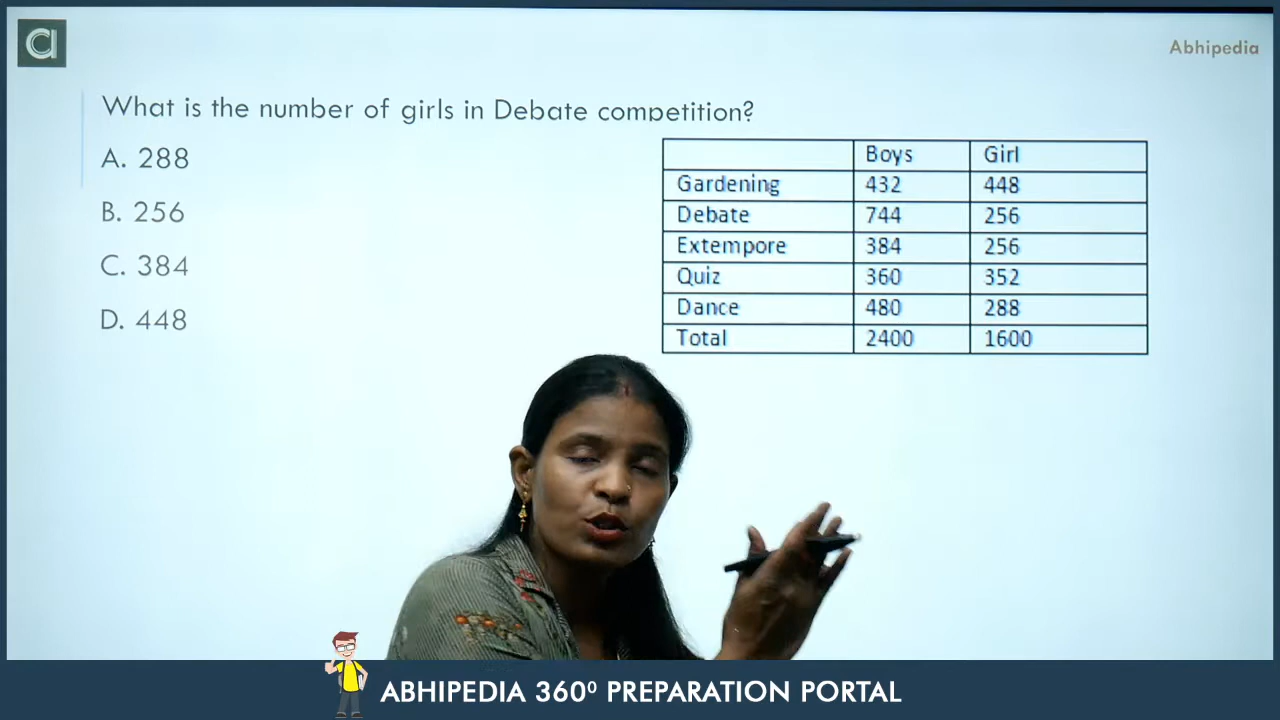 Abhipedia
What is the number of girls in Debate competition?
A. 288
B. 256
C. 384
D. 448
Boys Girl
Gardening 432 448
Debate 744 256
Extempore 384 256
Quiz 360 352
Dance 480 288
Total 2400 1600
ABHIPEDIA 360⁰ PREPARATION PORTAL